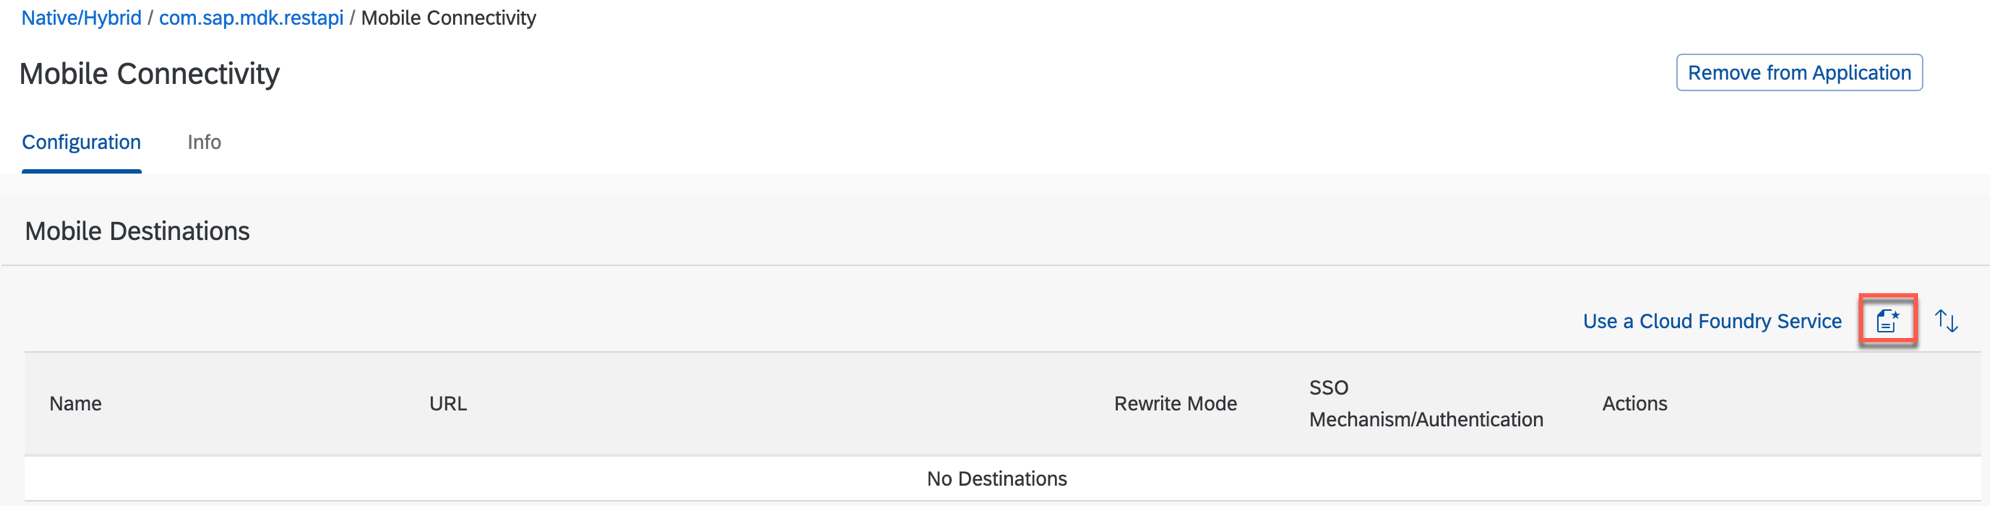 Native/Hybrid / com.sap.mdk.restapi / Mobile Connectivity
Mobile Connectivity
Remove from Application
Configuration
Info
Mobile Destinations
Use a Cloud Foundry Service
Name
URL
Rewrite Mode
SSO
Mechanism/Authentication
Actions
No Destinations